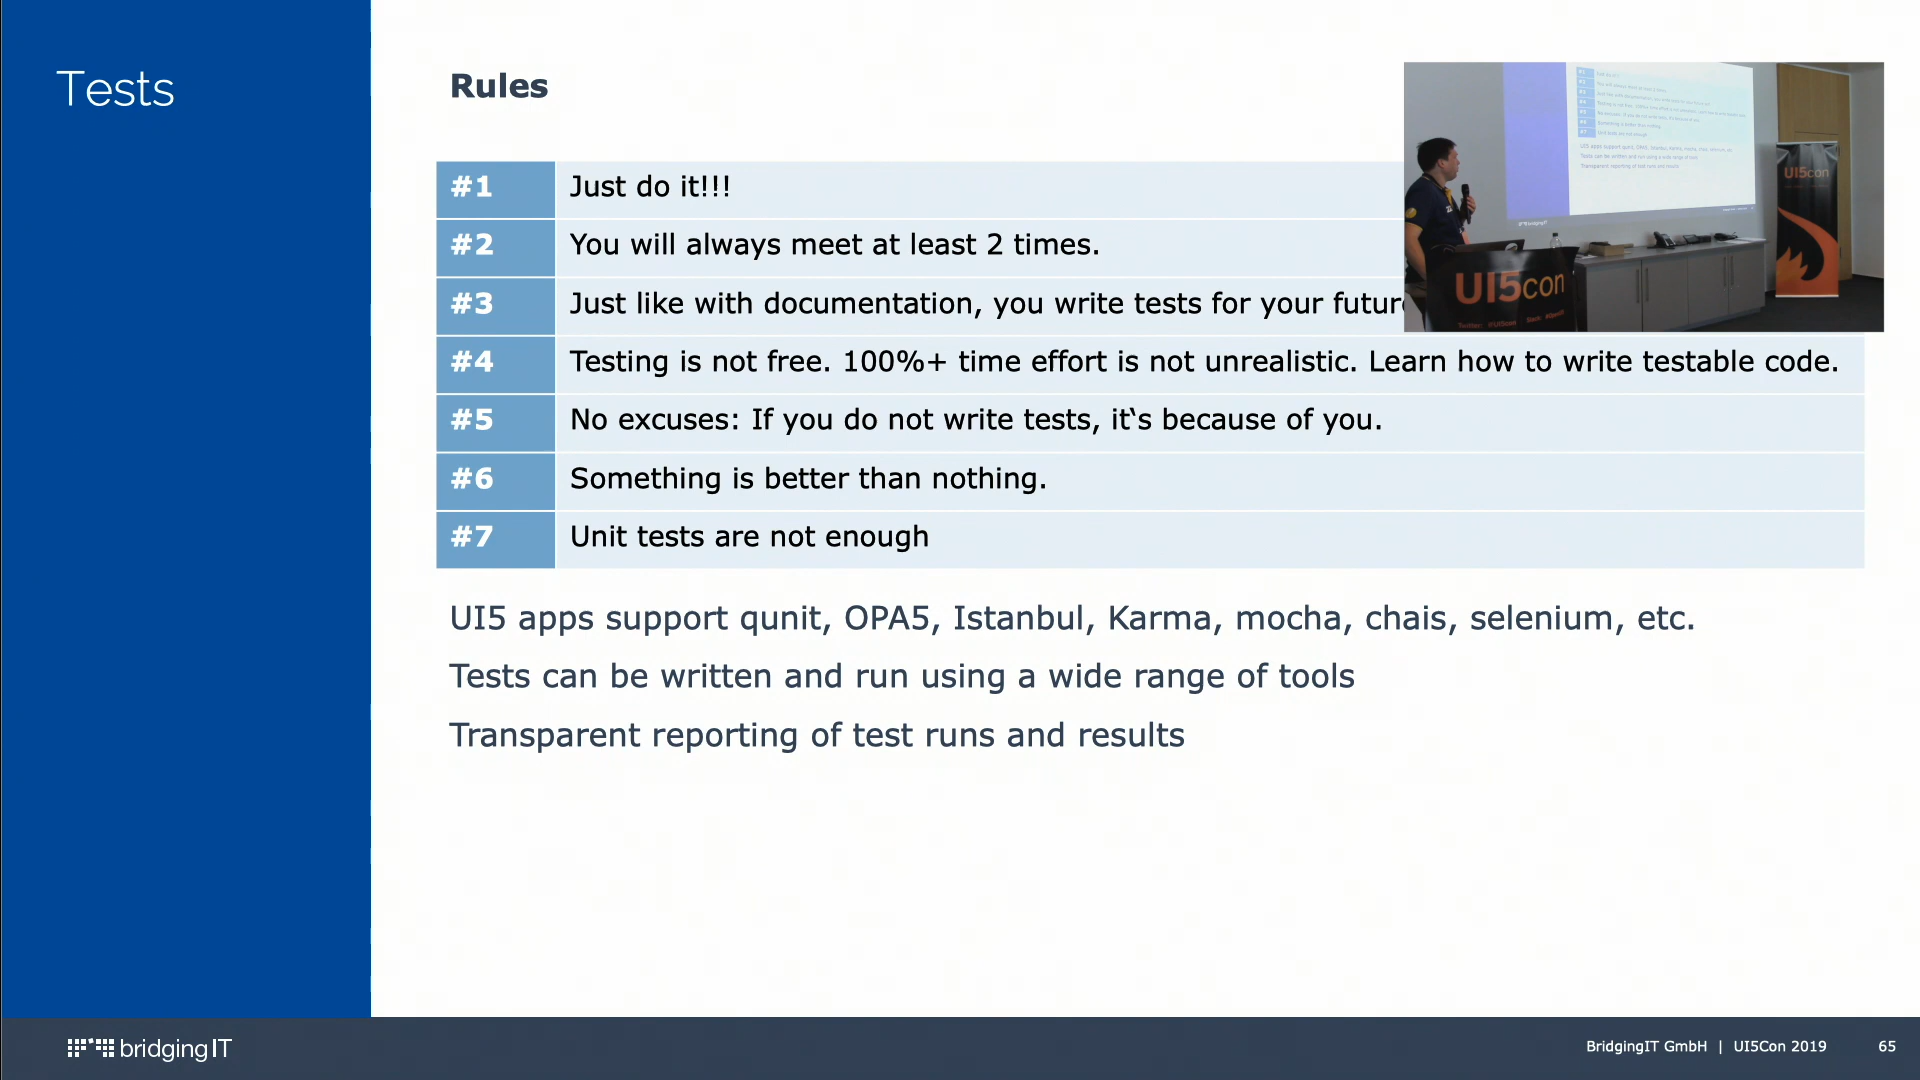 Tests
Rules
#1 Just do it!!!
#2 You will always meet at least 2 times.
#3 Just like with documentation, you write tests for your
#4 Testing is not free. 100%+ time effort is not unrealistic. Learn how to write testable code.
#5 No excuses: If you do not write tests, it‘s because of you.
#6 Something is better than nothing.
#7 Unit tests are not enough
UI5 apps support qunit, OPA5, Istanbul, Karma, mocha, chais, selenium, etc.
Tests can be written and run using a wide range of tools
Transparent reporting of test runs and results
UI5con
UI5con
bridgingIT
BridgingIT GmbH | UI5Con 2019 65